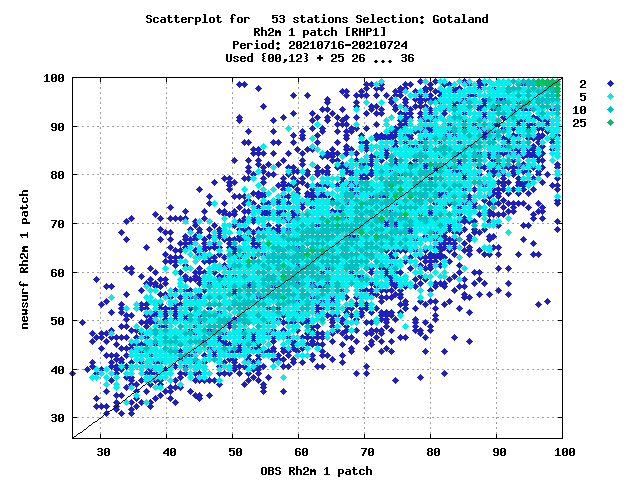 Scatterplot for   53 stations Selection: Gotaland
Rh2m 1 patch [RHP1]
Period: 20210716-20210724
Used {00,12} + 25 26 ... 36
100
90
80
70
60
50
40
30
newsurf Rh2m 1 patch
30 40 50 60 70 80 90 100
OBS Rh2m 1 patch
2
5
10
25